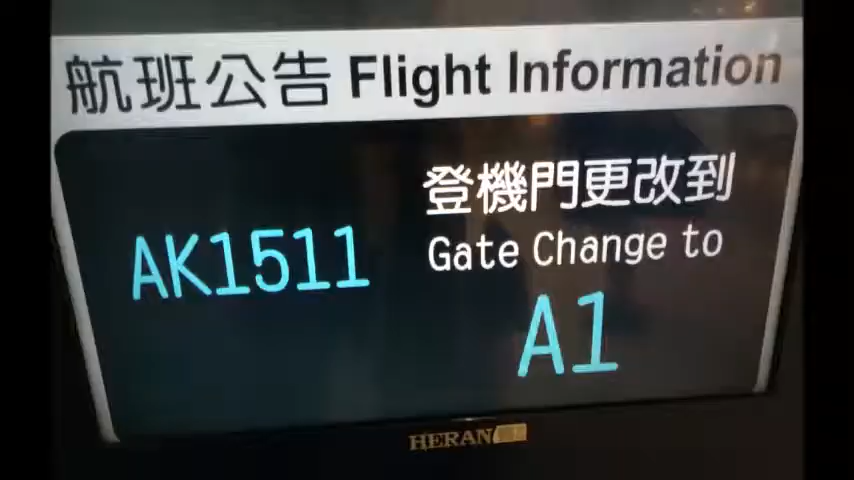 航班公告 Flight Information
登機門更改到
AK1511
Gate Change to
A1
HERAN